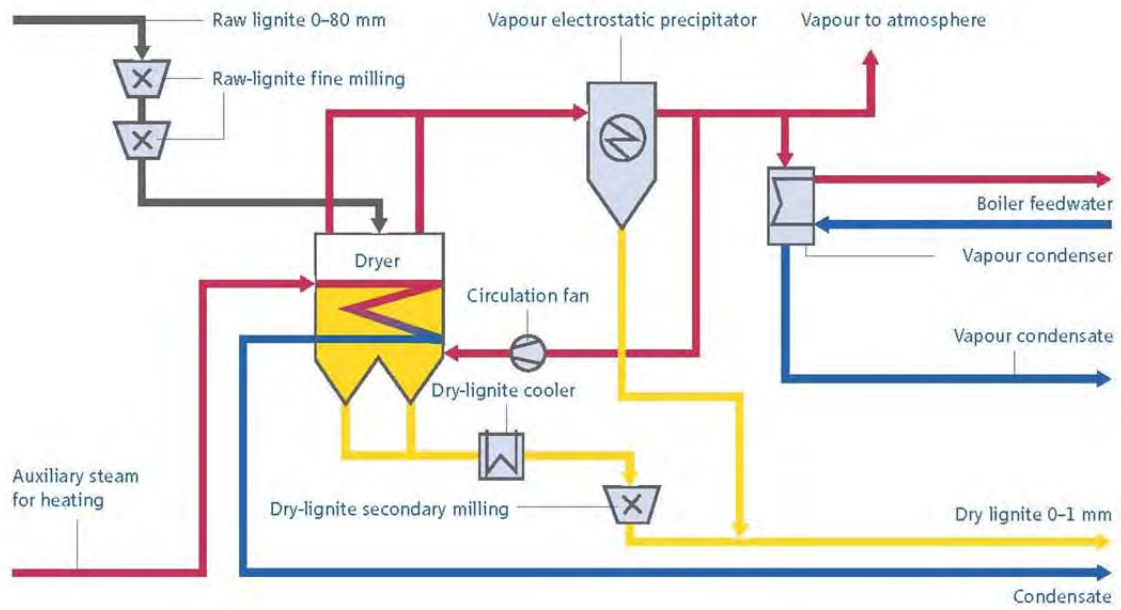 Raw lignite 0–80 mm
Vapour electrostatic precipitator
Vapour to atmosphere
Raw-lignite fine milling
Boiler feedwater
Dryer
Vapour condenser
Circulation fan
Vapour condensate
Dry-lignite cooler
Auxiliary steam
for heating
Dry-lignite secondary milling
Dry lignite 0–1 mm
Condensate